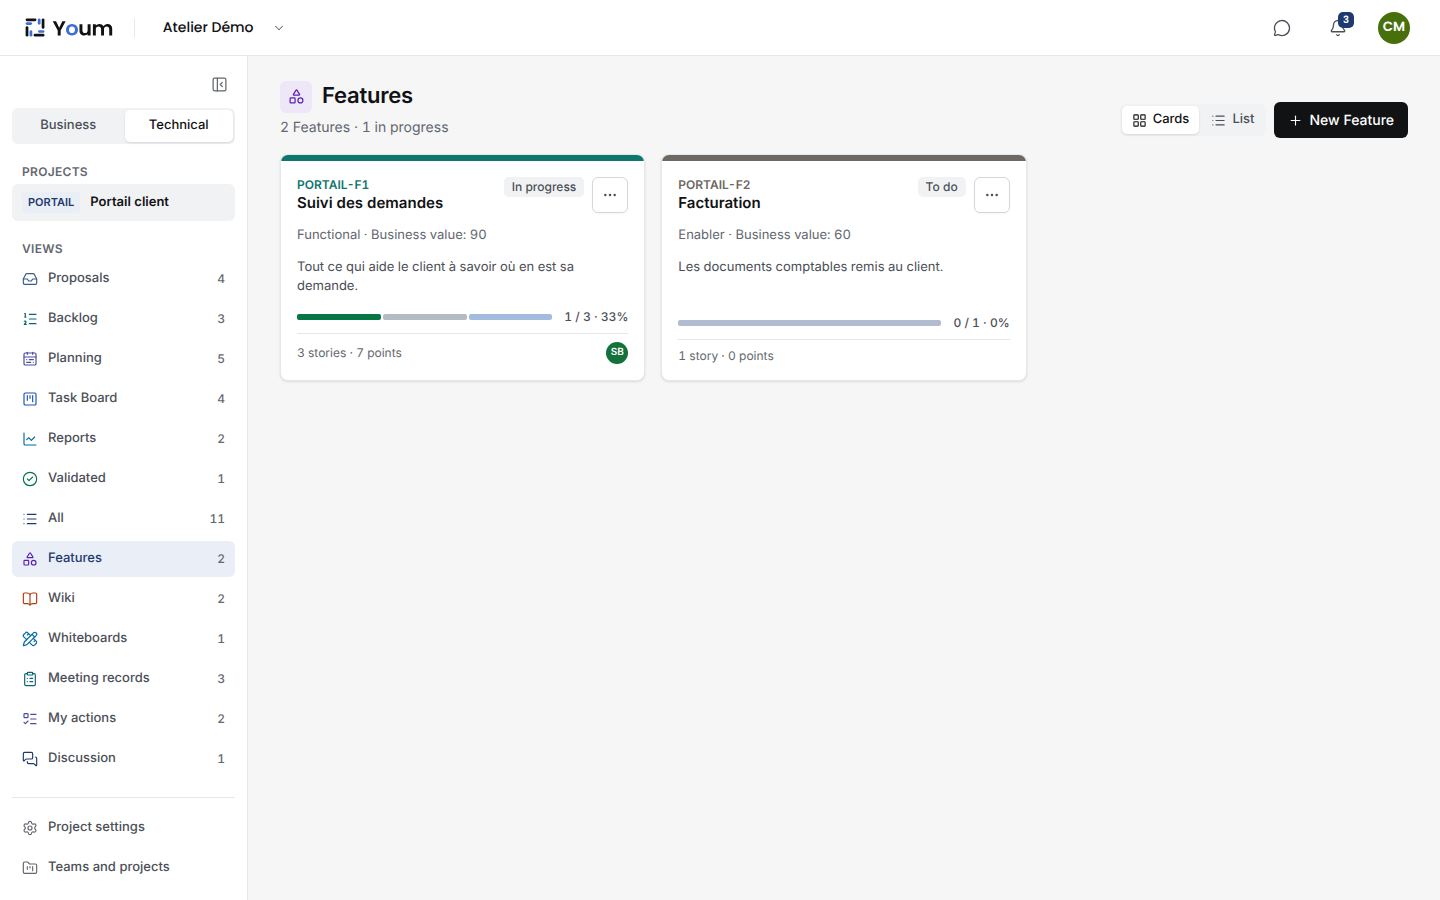 Youm
Atelier Démo
3
CM
Business
Technical
PROJECTS
PORTAIL Portail client
VIEWS
Proposals 4
Backlog 3
Planning 5
Task Board 4
Reports 2
Validated 1
All 11
Features 2
Wiki 2
Whiteboards 1
Meeting records 3
My actions 2
Discussion 1
Project settings
Teams and projects
Features
2 Features · 1 in progress
Cards
List
New Feature
PORTAIL-F1
In progress
Suivi des demandes
Functional · Business value: 90
Tout ce qui aide le client à savoir où en est sa
demande.
1 / 3 · 33%
3 stories · 7 points
SB
PORTAIL-F2
To do
Facturation
Enabler · Business value: 60
Les documents comptables remis au client.
0 / 1 · 0%
1 story · 0 points